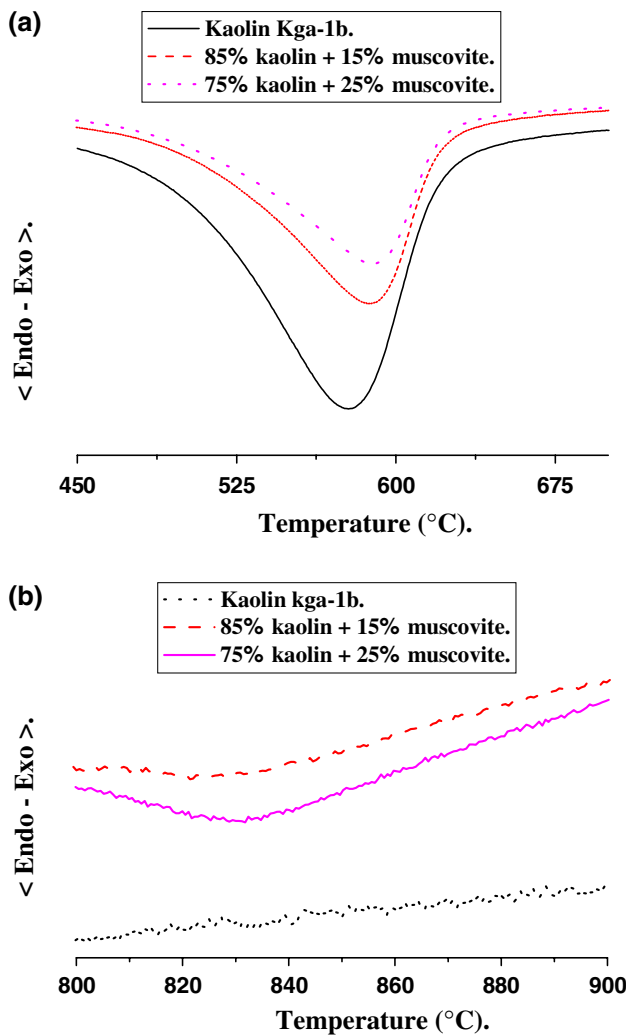 (a)
Kaolin Kga-1b.
85% kaolin + 15% muscovite.
75% kaolin + 25% muscovite.
< Endo - Exo >.
450 525 600 675
Temperature (°C).
(b)
Kaolin kga-1b.
85% kaolin + 15% muscovite.
75% kaolin + 25% muscovite.
< Endo - Exo >.
800 820 840 860 880 900
Temperature (°C).